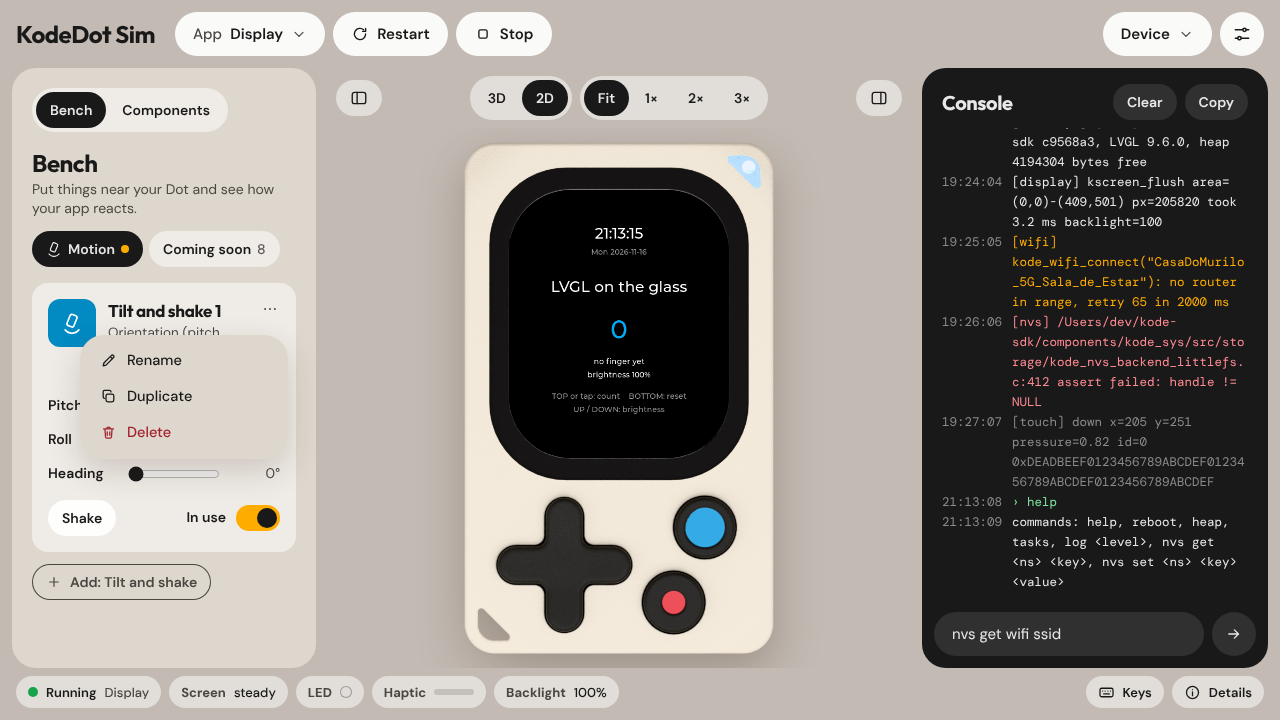 KodeDot Sim
App Display
Restart
Stop
Device
Bench
Components
Bench
Put things near your Dot and see how
your app reacts.
Motion
Coming soon 8
Tilt and shake 1
Orientation (pitch
Rename
Duplicate
Delete
Pitch
Roll
Heading
0°
Shake
In use
Add: Tilt and shake
3D
2D
Fit
1×
2×
3×
21:13:15
Mon 2026-11-16
LVGL on the glass
0
no finger yet
brightness 100%
TOP or tap: count BOTTOM: reset
UP / DOWN: brightness
Console
Clear
Copy
sdk c9568a3, LVGL 9.6.0, heap
4194304 bytes free
19:24:04 [display] kscreen_flush area=
(0,0)-(409,501) px=205820 took
3.2 ms backlight=100
19:25:05 [wifi]
kode_wifi_connect("CasaDoMurilo
_5G_Sala_de_Estar"): no router
in range, retry 65 in 2000 ms
19:26:06 [nvs] /Users/dev/kode-
sdk/components/kode_sys/src/sto
rage/kode_nvs_backend_littlefs.
c:412 assert failed: handle !=
NULL
19:27:07 [touch] down x=205 y=251
pressure=0.82 id=0
0xDEADBEEF0123456789ABCDEF01234
56789ABCDEF0123456789ABCDEF
21:13:08 › help
21:13:09 commands: help, reboot, heap,
tasks, log <level>, nvs get
<ns> <key>, nvs set <ns> <key>
<value>
nvs get wifi ssid
Running Display
Screen steady
LED
Haptic
Backlight 100%
Keys
Details